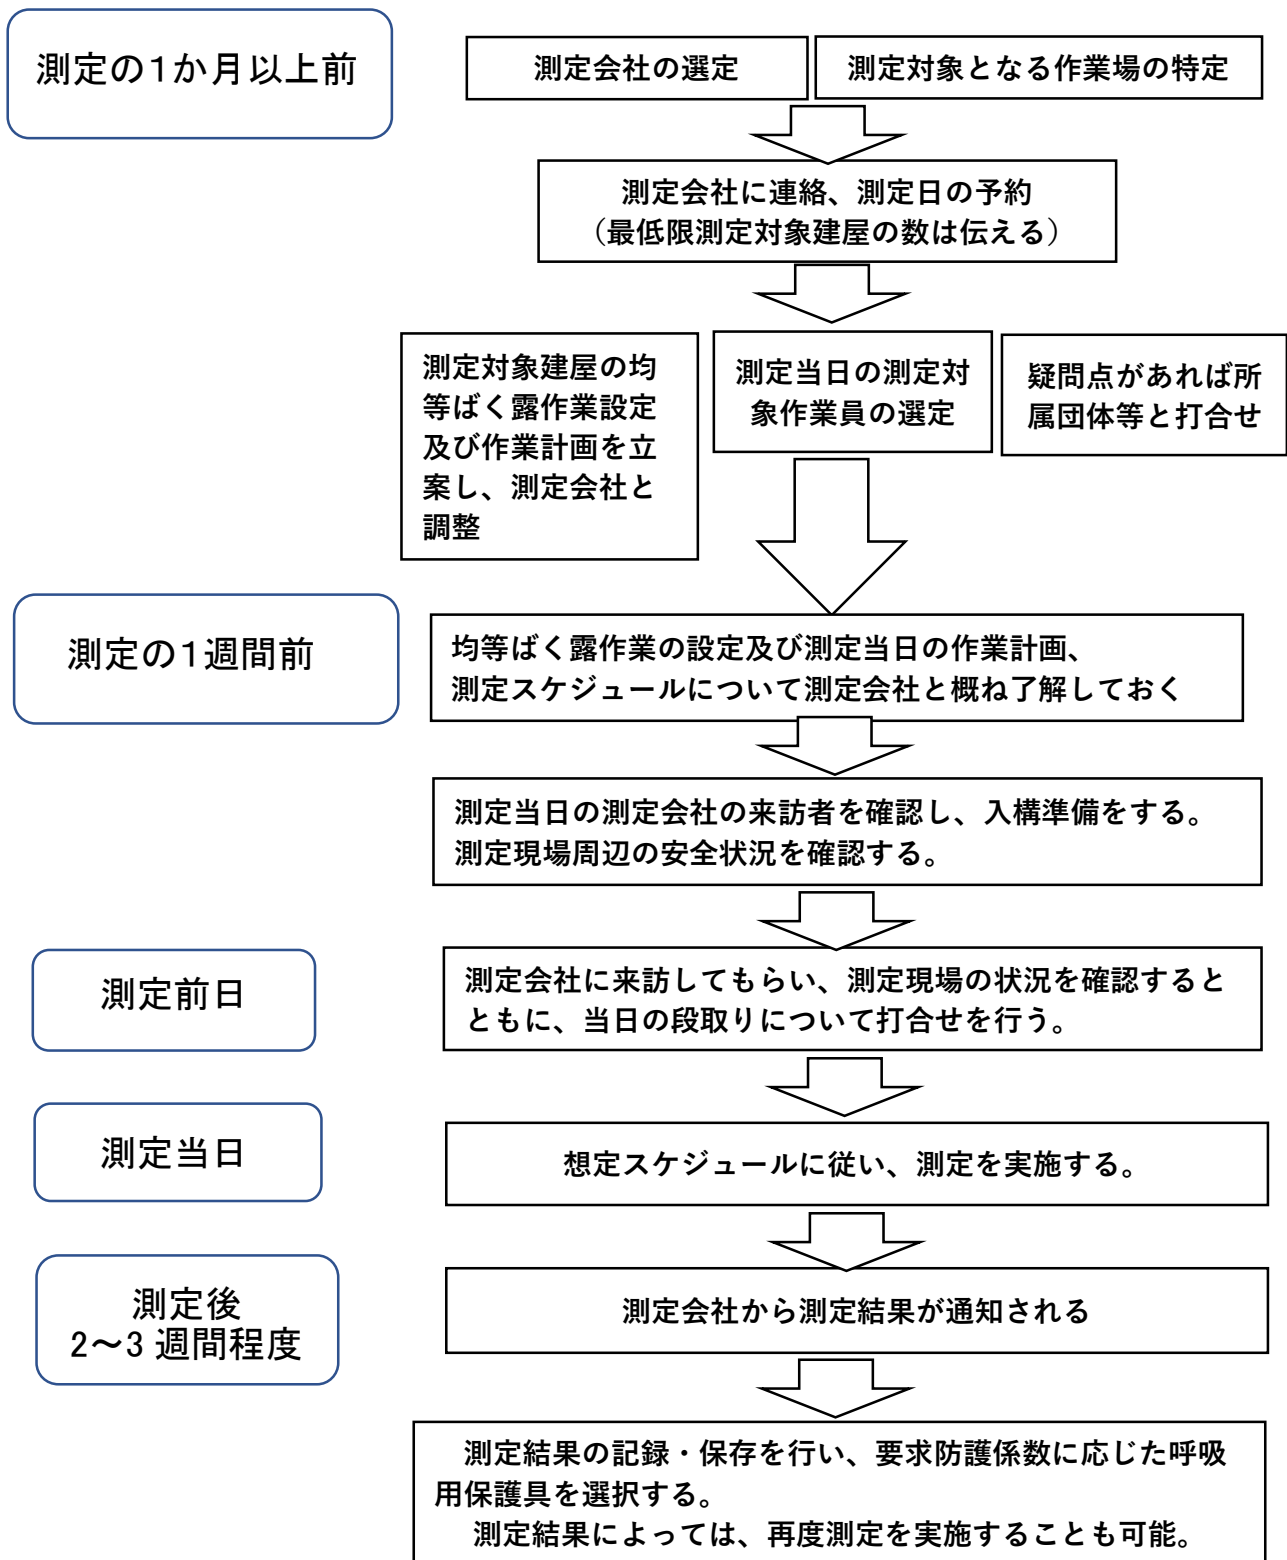 測定の1か月以上前
測定会社の選定
測定対象となる作業場の特定
測定会社に連絡、測定日の予約
（最低限測定対象建屋の数は伝える）
測定対象建屋の均
等ばく露作業設定
及び作業計画を立
案し、測定会社と
調整
測定当日の測定対
象作業員の選定
疑問点があれば所
属団体等と打合せ
測定の1週間前
均等ばく露作業の設定及び測定当日の作業計画、
測定スケジュールについて測定会社と概ね了解しておく
測定当日の測定会社の来訪者を確認し、入構準備をする。
測定現場周辺の安全状況を確認する。
測定前日
測定会社に来訪してもらい、測定現場の状況を確認すると
ともに、当日の段取りについて打合せを行う。
測定当日
想定スケジュールに従い、測定を実施する。
測定後
2～3 週間程度
測定会社から測定結果が通知される
測定結果の記録・保存を行い、要求防護係数に応じた呼吸
用保護具を選択する。
測定結果によっては、再度測定を実施することも可能。